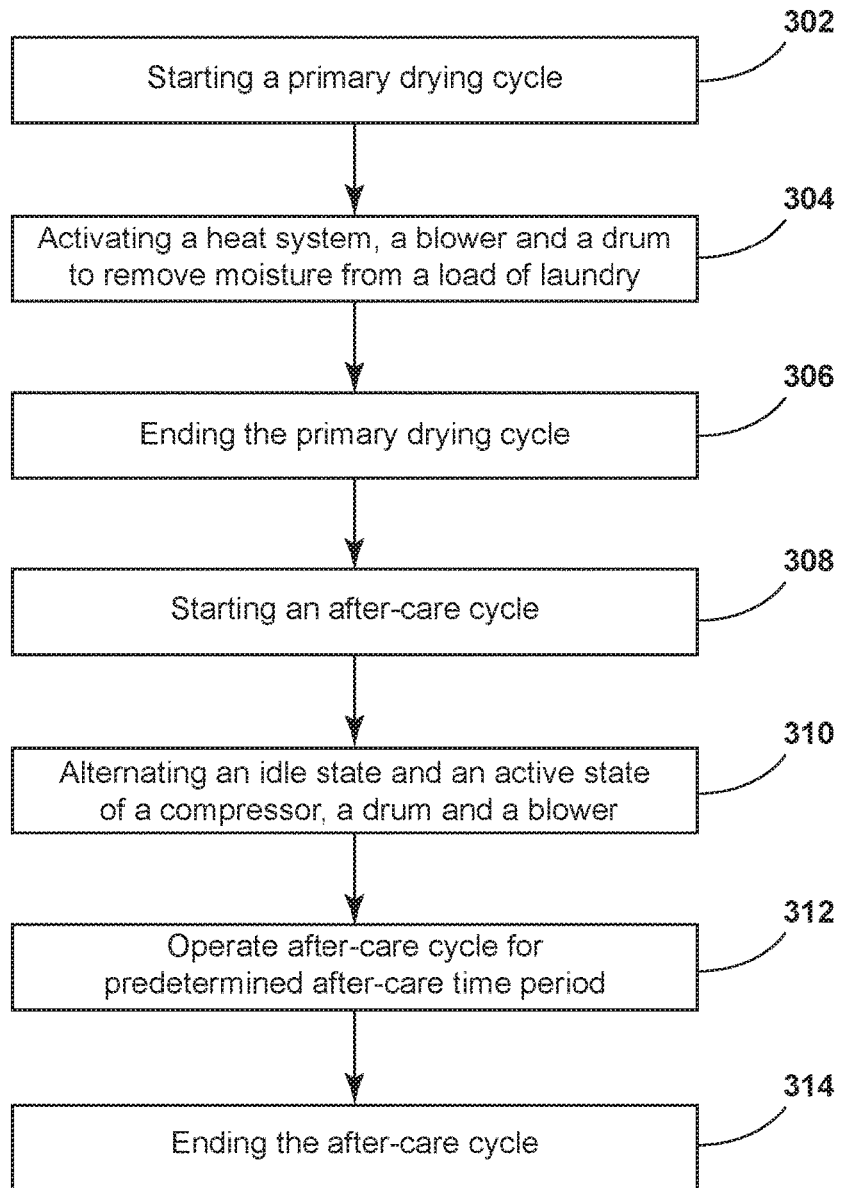 302
Starting a primary drying cycle
304
Activating a heat system, a blower and a drum
to remove moisture from a load of laundry
306
Ending the primary drying cycle
308
Starting an after-care cycle
310
Alternating an idle state and an active state
of a compressor, a drum and a blower
312
Operate after-care cycle for
predetermined after-care time period
314
Ending the after-care cycle